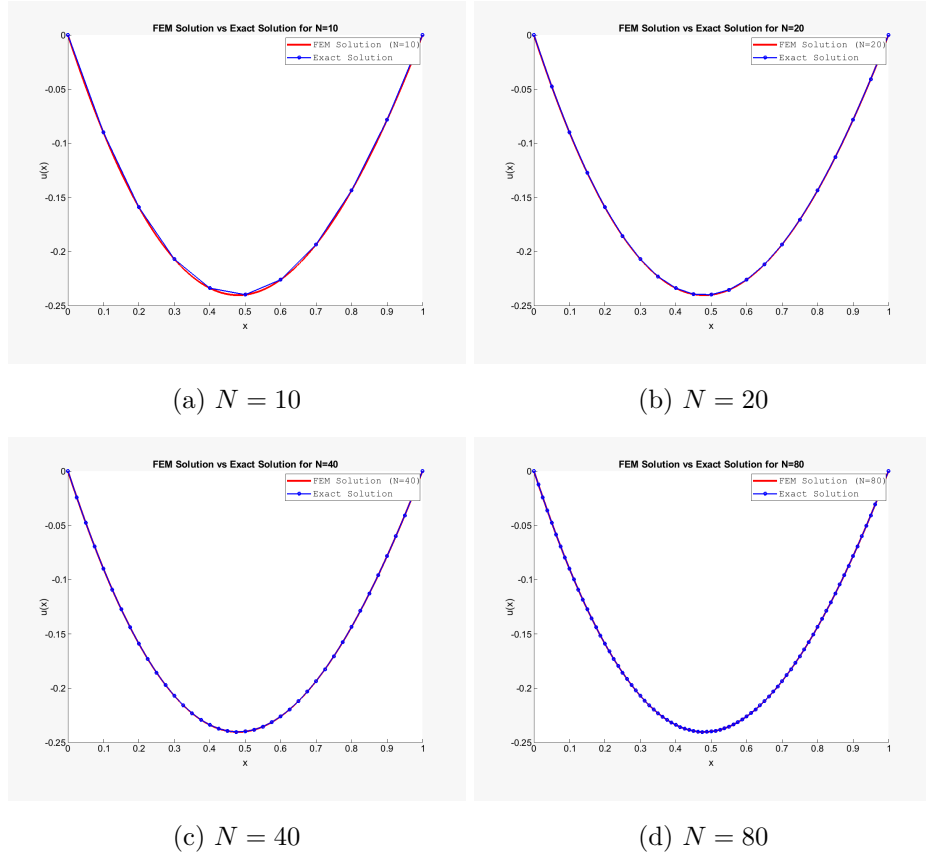 FEM Solution vs Exact Solution for N=10
FEM Solution (N=10)
Exact Solution
0
-0.05
-0.1
-0.15
-0.2
-0.25
u(x)
0 0.1 0.2 0.3 0.4 0.5 0.6 0.7 0.8 0.9 1
x
(a) N = 10
FEM Solution vs Exact Solution for N=20
FEM Solution (N=20)
Exact Solution
0
-0.05
-0.1
-0.15
-0.2
-0.25
u(x)
0 0.1 0.2 0.3 0.4 0.5 0.6 0.7 0.8 0.9 1
x
(b) N = 20
FEM Solution vs Exact Solution for N=40
FEM Solution (N=40)
Exact Solution
0
-0.05
-0.1
-0.15
-0.2
-0.25
u(x)
0 0.1 0.2 0.3 0.4 0.5 0.6 0.7 0.8 0.9 1
x
(c) N = 40
FEM Solution vs Exact Solution for N=80
FEM Solution (N=80)
Exact Solution
0
-0.05
-0.1
-0.15
-0.2
-0.25
u(x)
0 0.1 0.2 0.3 0.4 0.5 0.6 0.7 0.8 0.9 1
x
(d) N = 80